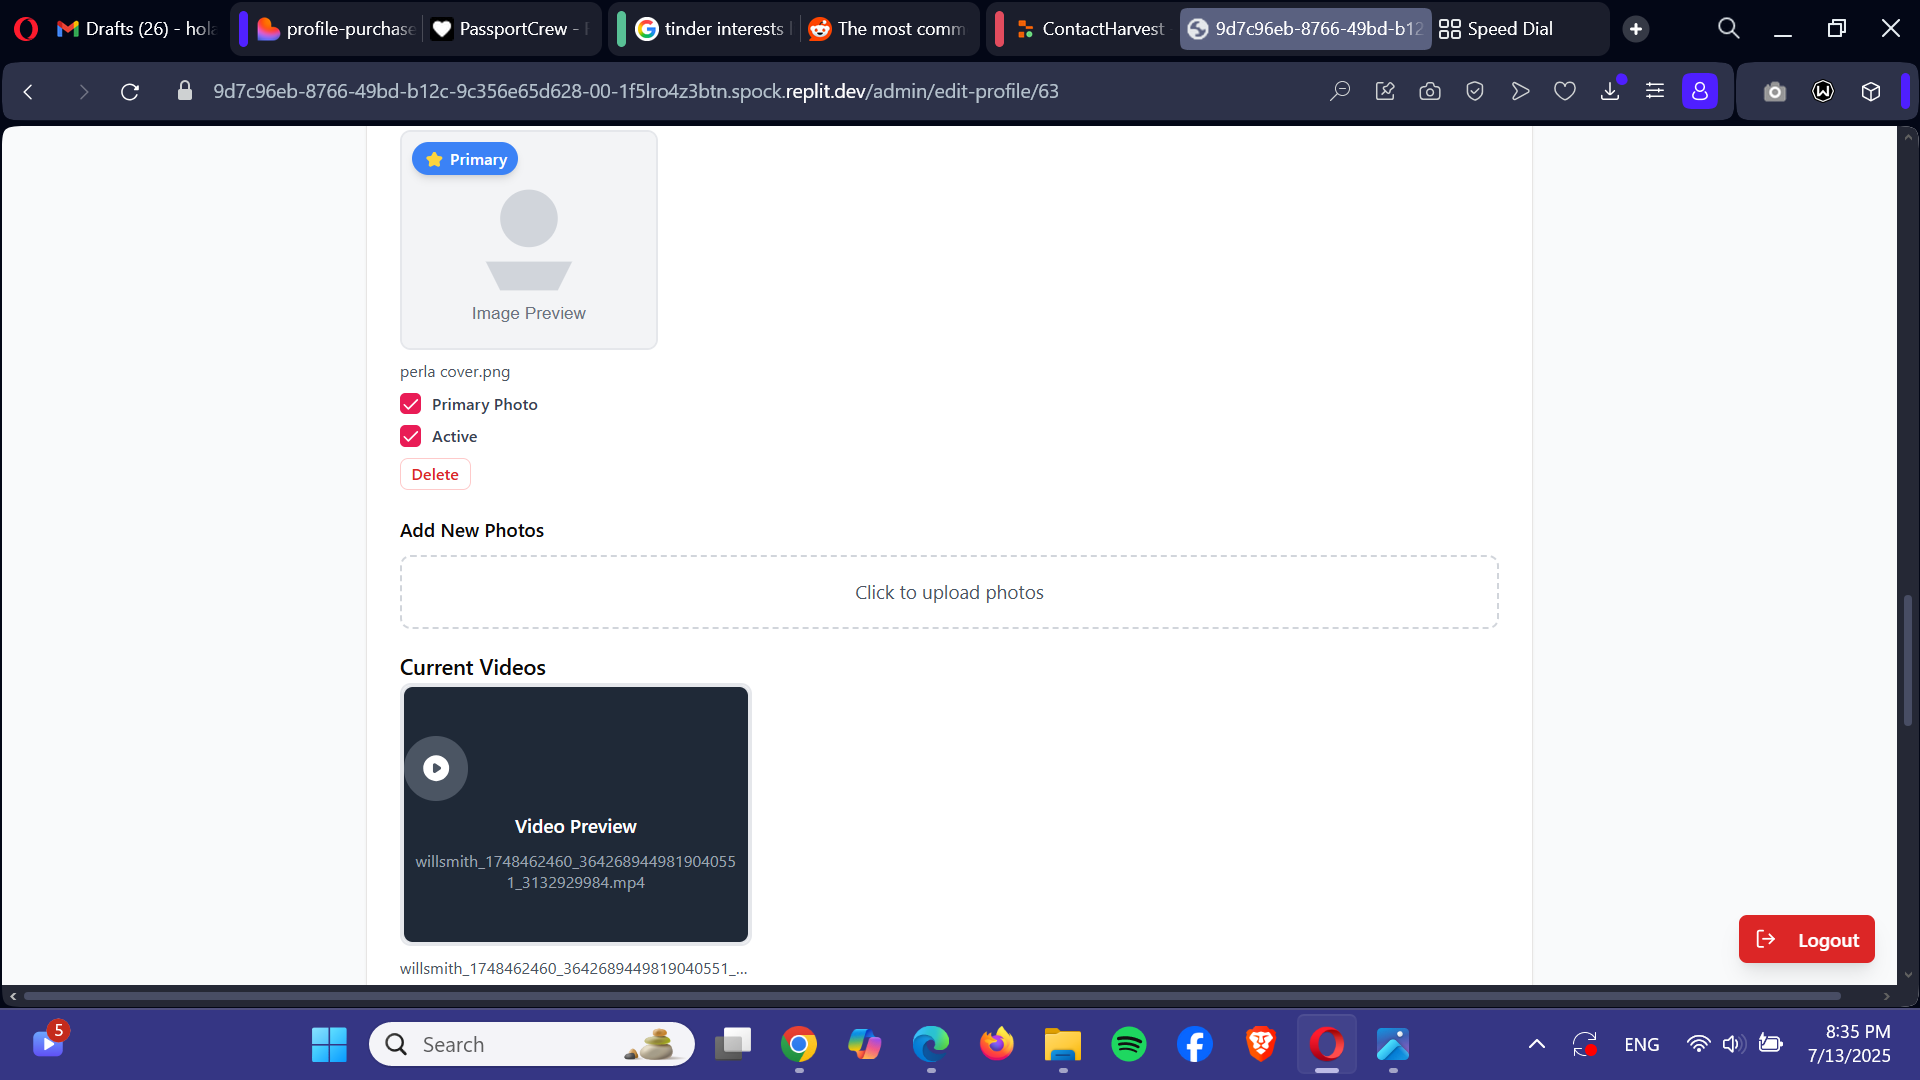 Drafts (26) - hola
profile-purchase
PassportCrew -
tinder interests
The most comm
ContactHarvest
9d7c96eb-8766-49bd-b12
Speed Dial
9d7c96eb-8766-49bd-b12c-9c356e65d628-00-1f5lro4z3btn.spock.replit.dev/admin/edit-profile/63
Primary
Image Preview
perla cover.png
Primary Photo
Active
Delete
Add New Photos
Click to upload photos
Current Videos
Video Preview
willsmith_1748462460_364268944981904055
1_3132929984.mp4
willsmith_1748462460_3642689449819040551_...
Logout
5
Search
ENG
8:35 PM
7/13/2025